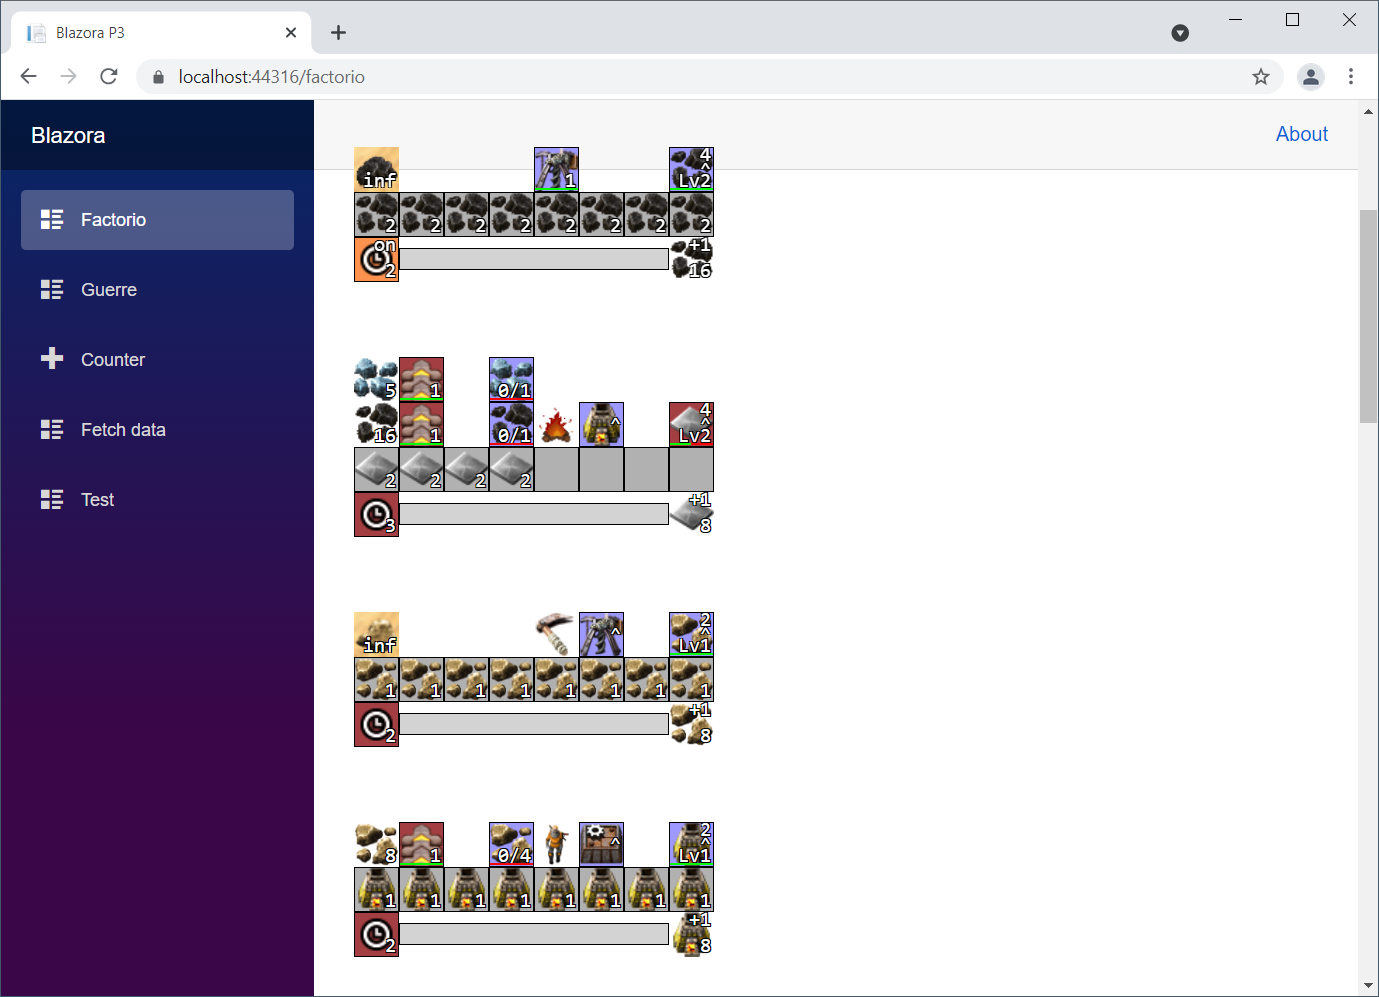 Blazora P3
localhost:44316/factorio
Blazora
About
Factorio
Guerre
Counter
Fetch data
Test
inf 1 4 ^ Lv2
2 2 2 2 2 2 2 2
on 2 +1 16
5 1 0/1
16 1 0/1 ^ 4 ^ Lv2
2 2 2 2
3 +1 8
inf ^ 2 ^ Lv1
1 1 1 1 1 1 1 1
2 +1 8
8 1 0/4 ^ 2 ^ Lv1
1 1 1 1 1 1 1 1
2 +1 8